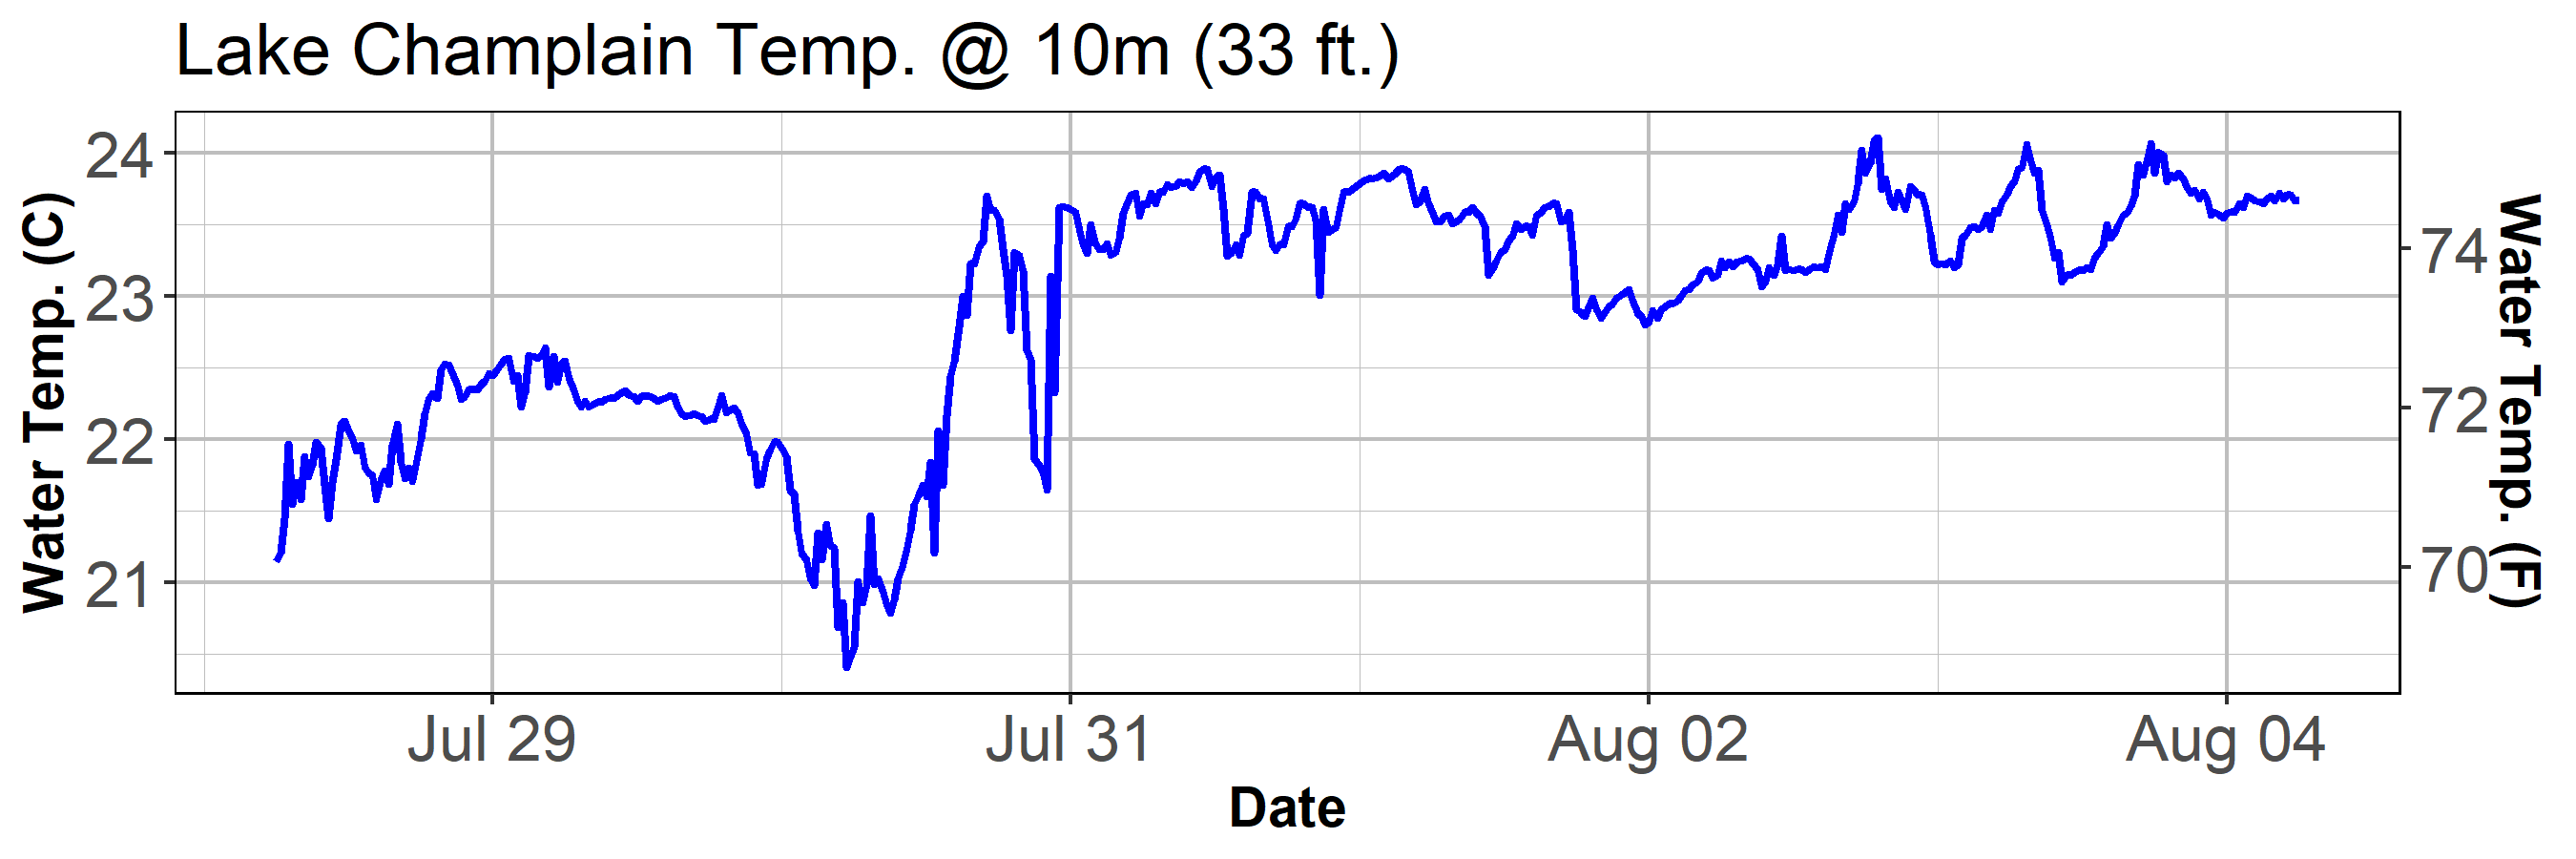 Lake Champlain Temp. @ 10m (33 ft.)
Water Temp. (C)
24
23
22
21
74
72
70
Water Temp. (F)
Jul 29
Jul 31
Aug 02
Aug 04
Date